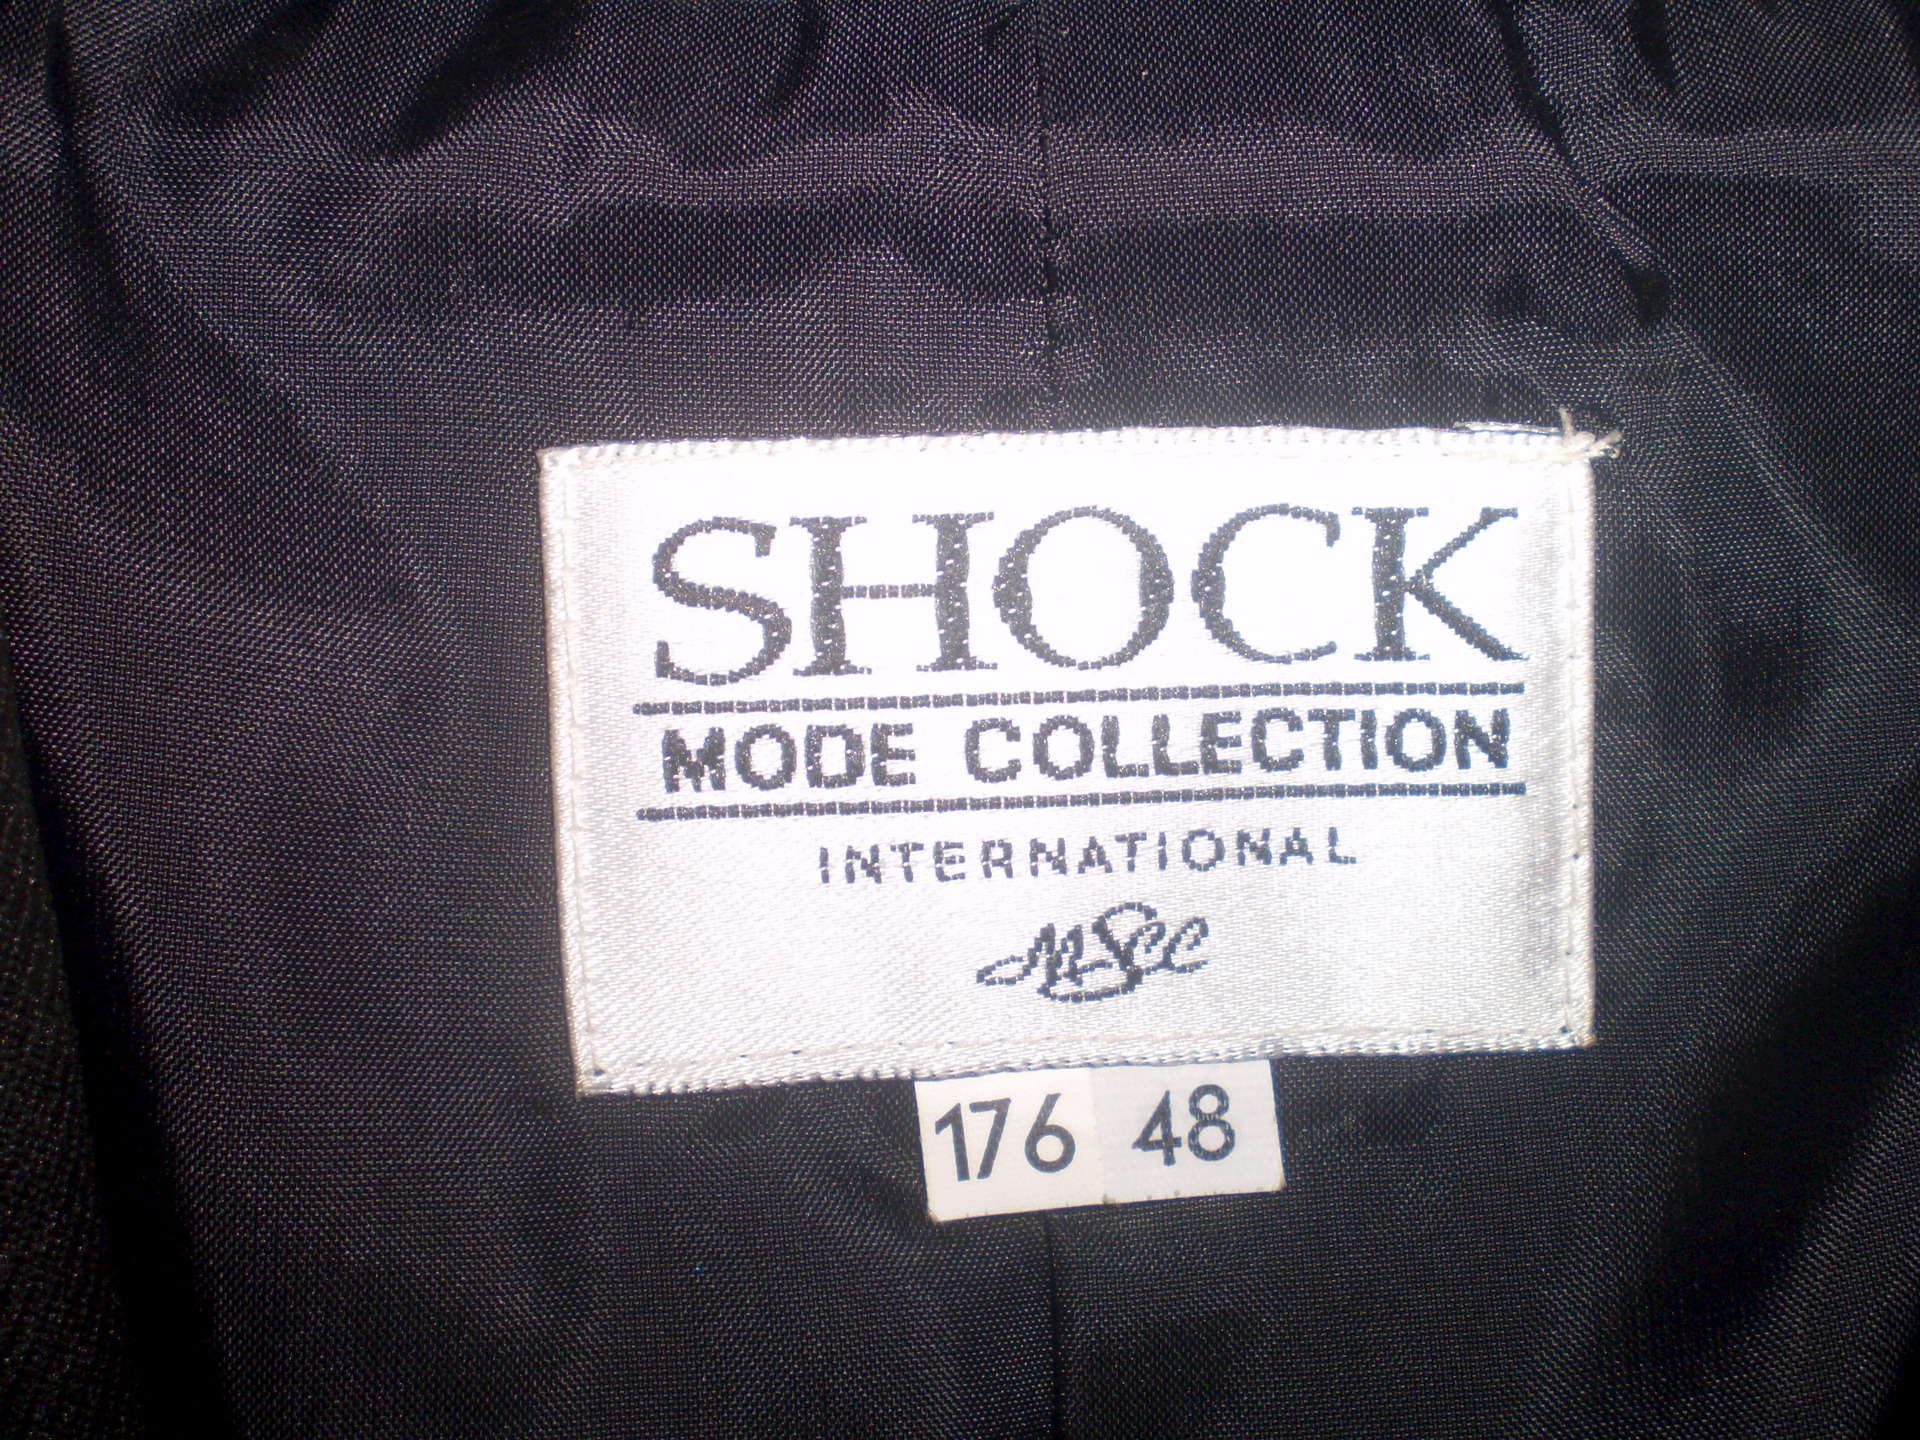 SHOCK
MODE COLLECTION
INTERNATIONAL
176 48